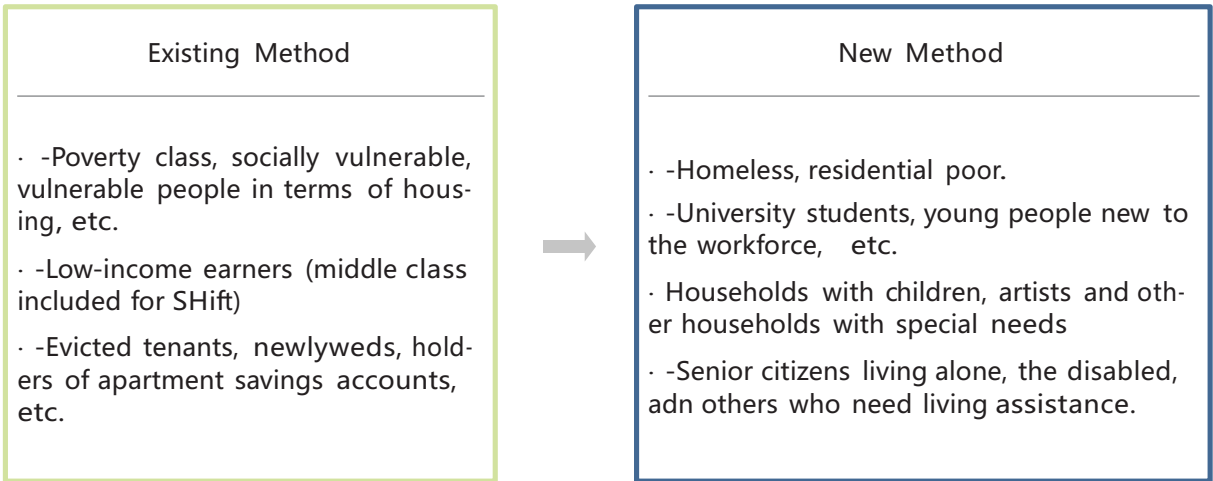 Existing Method
· -Poverty class, socially vulnerable,
vulnerable people in terms of hous-
ing, etc.
· -Low-income earners (middle class
included for SHift)
· -Evicted tenants, newlyweds, hold-
ers of apartment savings accounts,
etc.
New Method
· -Homeless, residential poor.
· -University students, young people new to
the workforce, etc.
· Households with children, artists and oth-
er households with special needs
· -Senior citizens living alone, the disabled,
adn others who need living assistance.